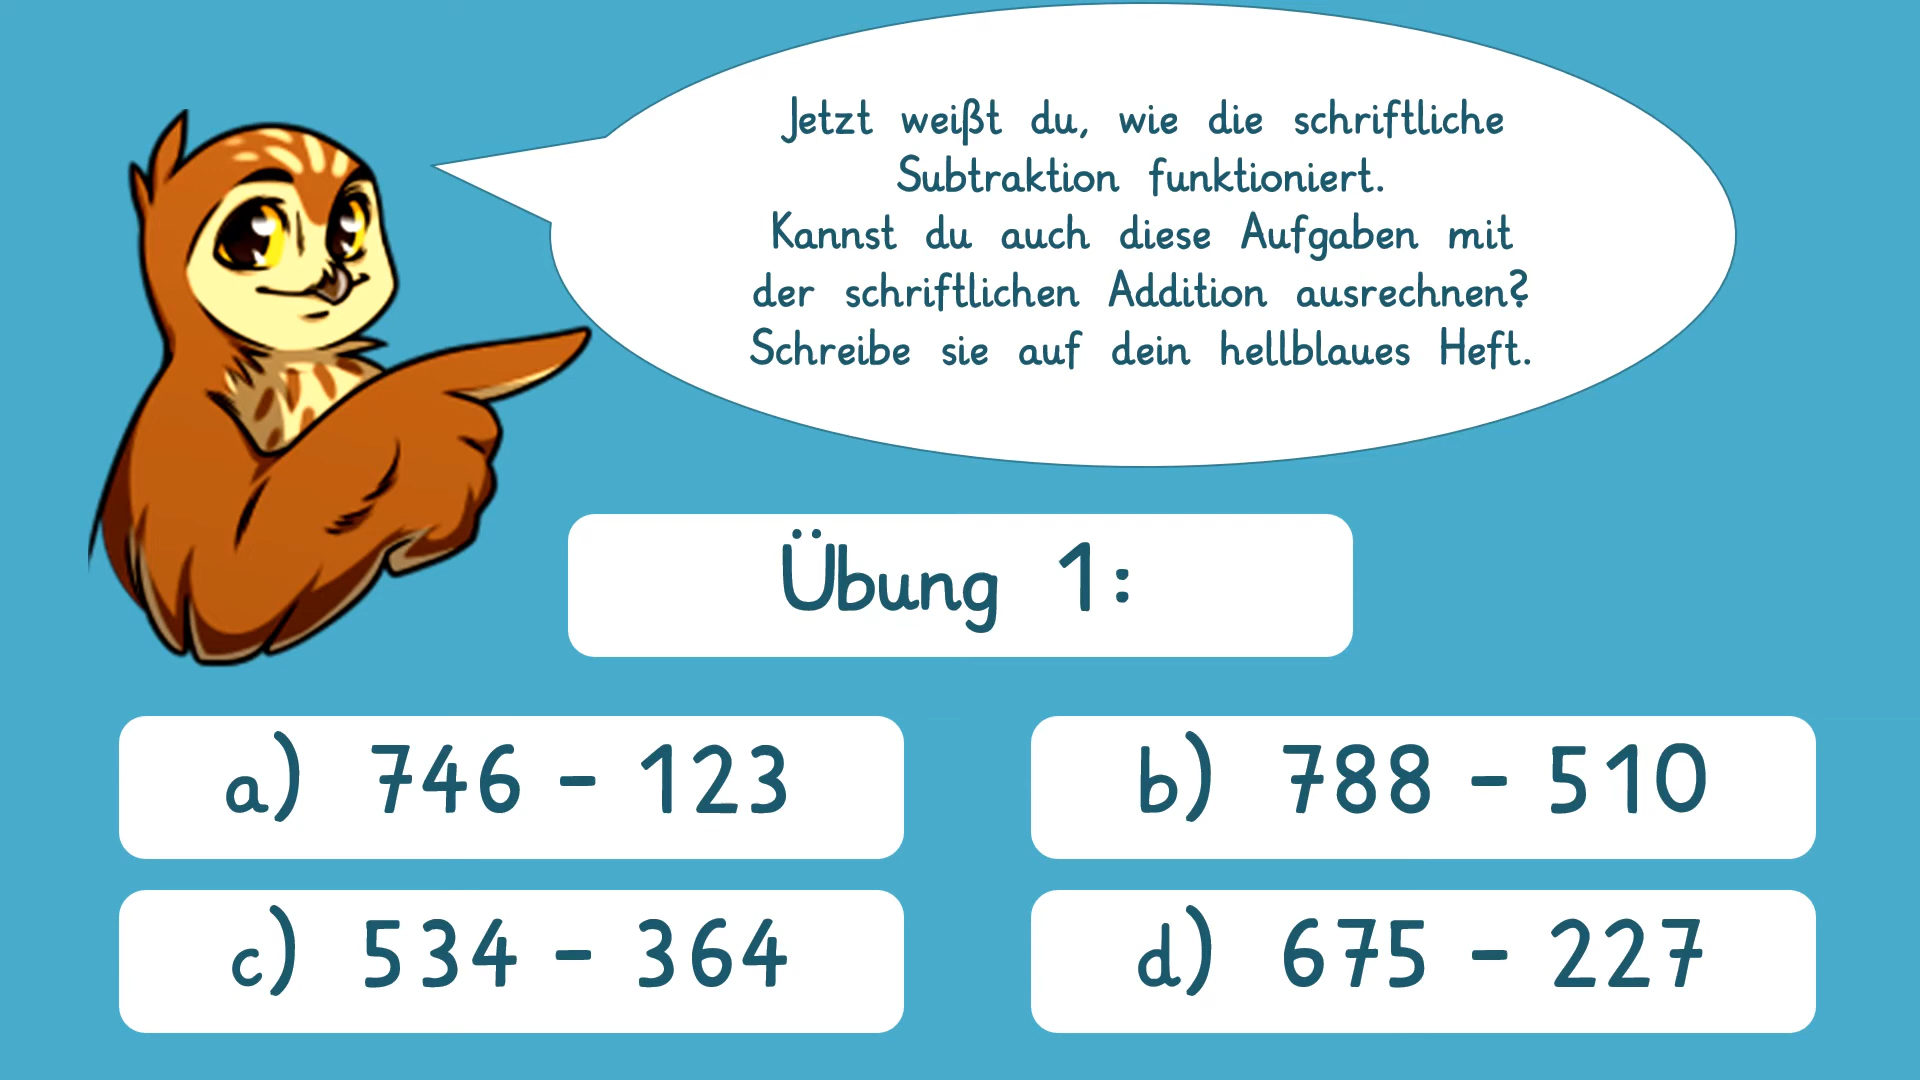 Jetzt weißt du, wie die schriftliche
Subtraktion funktioniert.
Kannst du auch diese Aufgaben mit
der schriftlichen Addition ausrechnen?
Schreibe sie auf dein hellblaues Heft.
Übung 1:
a) 746 - 123
b) 788 - 510
c) 534 - 364
d) 675 - 227